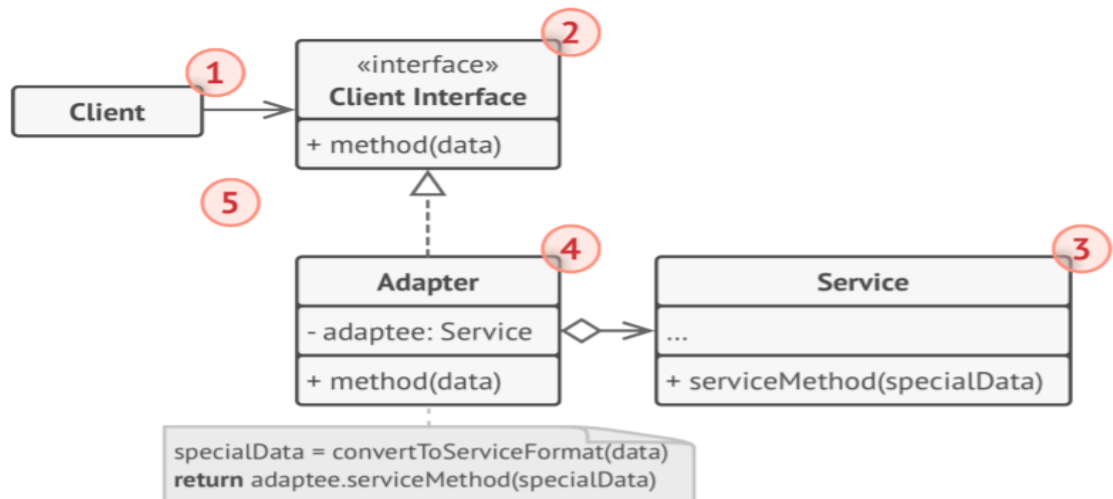 1
Client
2
«interface»
Client Interface
+ method(data)
5
4
Adapter
- adaptee: Service
+ method(data)
3
Service
...
+ serviceMethod(specialData)
specialData = convertToServiceFormat(data)
return adaptee.serviceMethod(specialData)